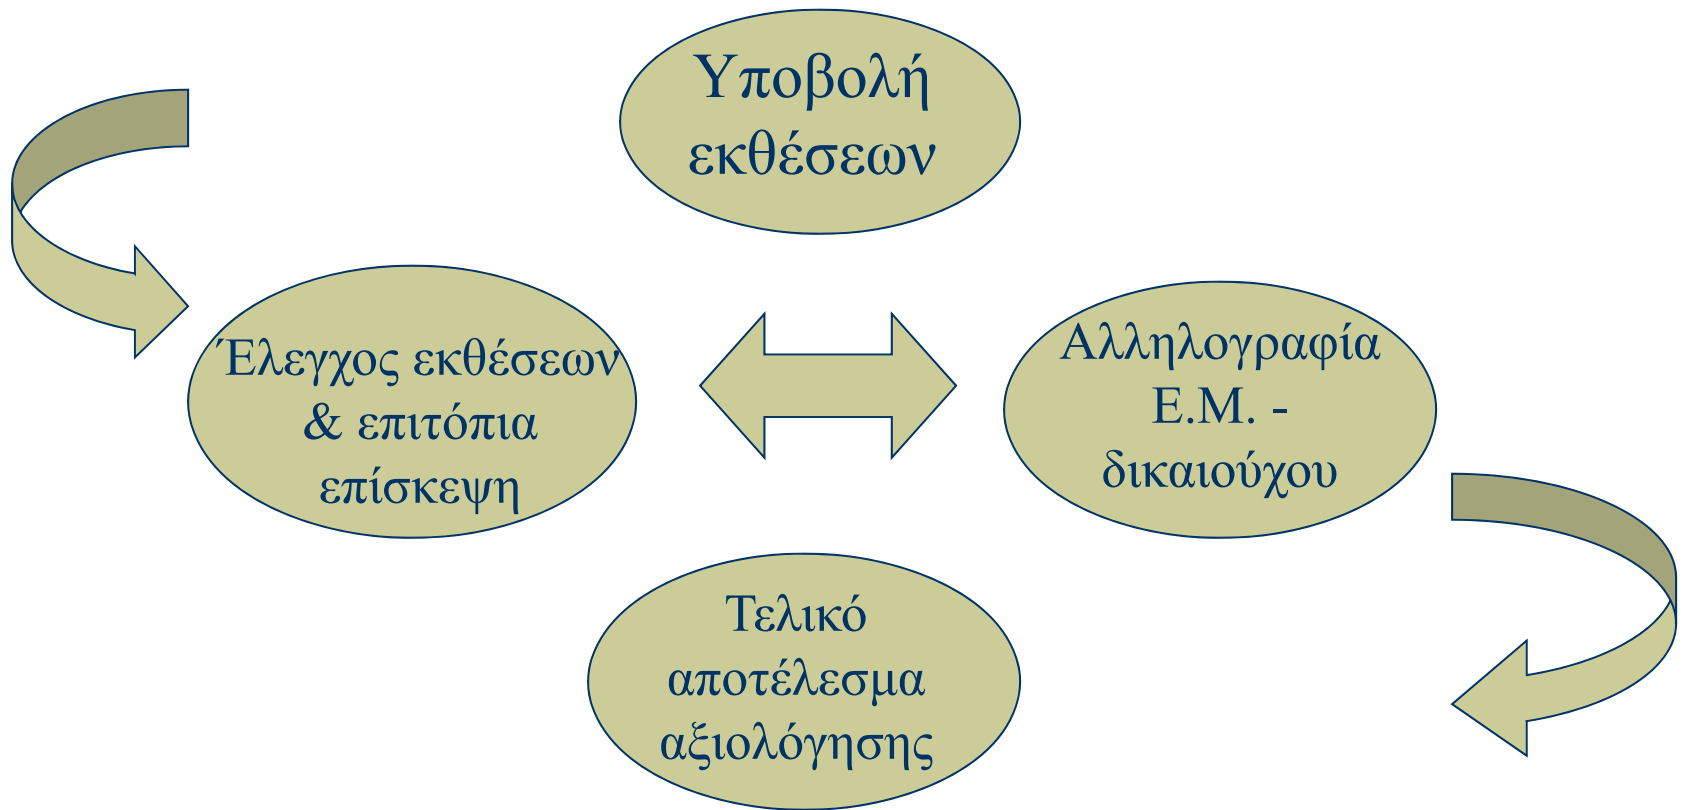 Υποβολή
εκθέσεων
Έλεγχος εκθέσεων
& επιτόπια
επίσκεψη
Αλληλογραφία
Ε.Μ. -
δικαιούχου
Τελικό
αποτέλεσμα
αξιολόγησης